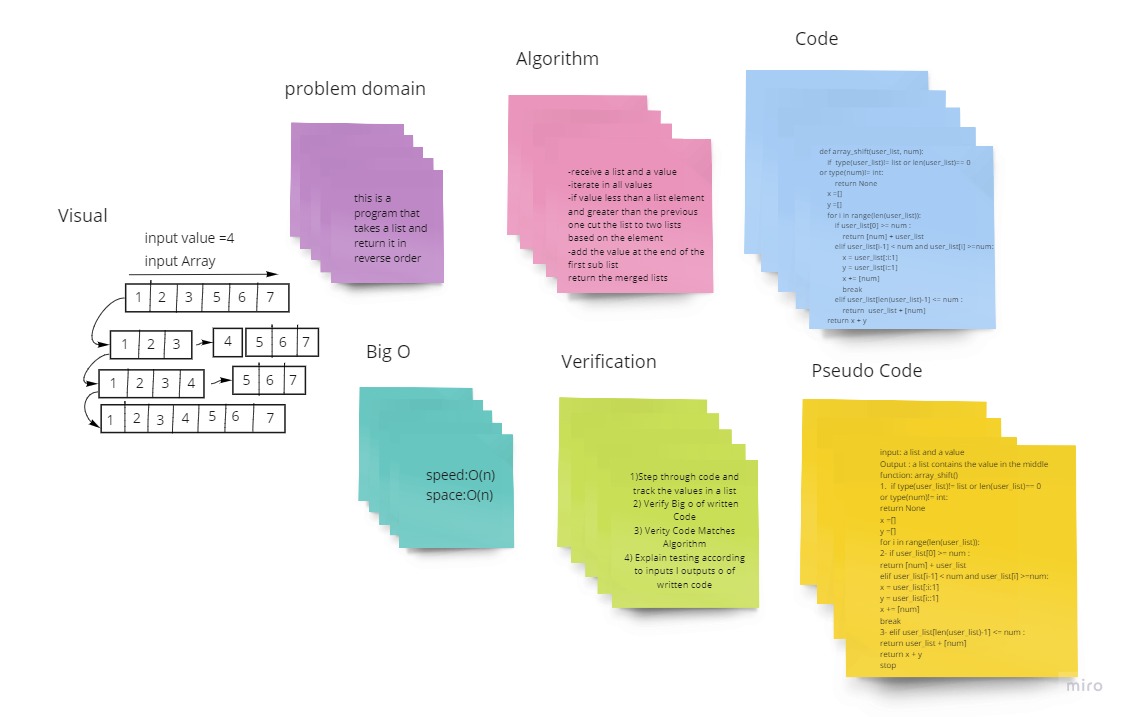 Visual
input value =4
input Array
1 2 3 5 6 7
1 2 3 4 5 6 7
1 2 3 4 5 6 7
1 2 3 4 5 6 7
problem domain
this is a
program that
takes a list and
return it in
reverse order
Algorithm
-receive a list and a value
-iterate in all values
-if value less than a list element
and greater than the previous
one cut the list to two lists
based on the element
-add the value at the end of the
first sub list
return the merged lists
Code
def array_shift(user_list, num):
if type(user_list)!= list or len(user_list)== 0
or type(num)!= int:
return None
x =[]
y =[]
for i in range(len(user_list)):
if user_list[0] >= num :
return [num] + user_list
elif user_list[i-1] < num and user_list[i] >=num:
x = user_list[:i:1]
y = user_list[i::1]
x += [num]
break
elif user_list[len(user_list)-1] <= num :
return user_list + [num]
return x + y
Big O
speed:O(n)
space:O(n)
Verification
1)Step through code and
track the values in a list
2) Verify Big o of written
Code
3) Verity Code Matches
Algorithm
4) Explain testing according
to inputs I outputs o of
written code
Pseudo Code
input: a list and a value
Output : a list contains the value in the middle
function: array_shift()
1. if type(user_list)!= list or len(user_list)== 0
or type(num)!= int:
return None
x =[]
y =[]
for i in range(len(user_list)):
2- if user_list[0] >= num :
return [num] + user_list
elif user_list[i-1] < num and user_list[i] >=num:
x = user_list[:i:1]
y = user_list[i::1]
x += [num]
break
3- elif user_list[len(user_list)-1] <= num :
return user_list + [num]
return x + y
stop
miro